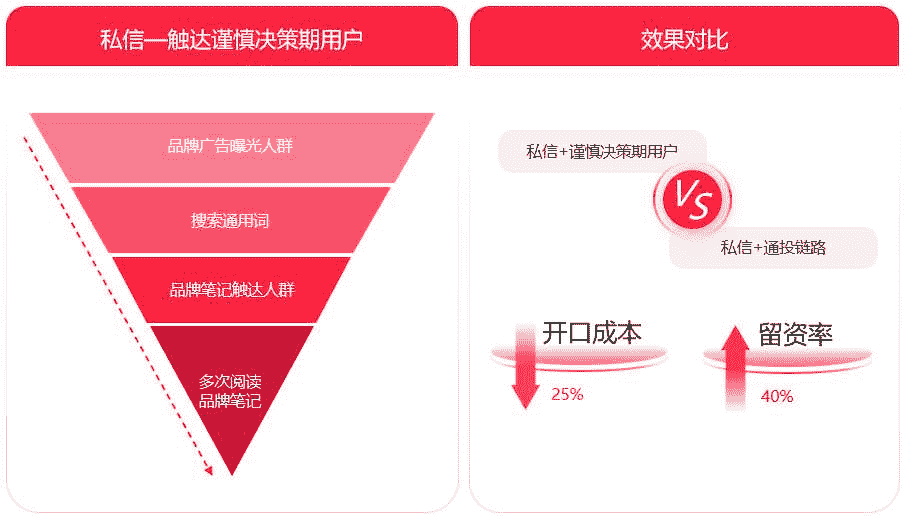 私信—触达谨慎决策期用户
品牌广告曝光人群
搜索通用词
品牌笔记触达人群
多次阅读
品牌笔记
效果对比
私信+谨慎决策期用户
VS
私信+通投链路
开口成本
25%
留资率
40%